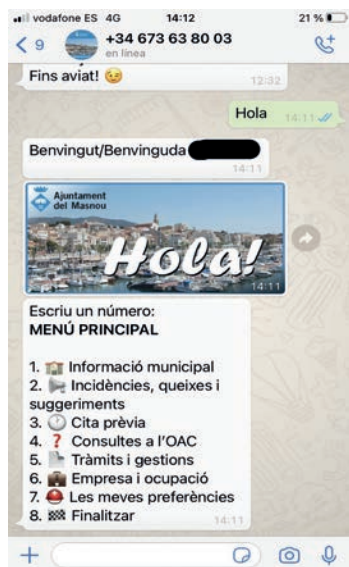 vodafone ES 4G 14:12 21 %
9 +34 673 63 80 03
en línea
Fins aviat! 😉 12:32
Hola 14:11
Benvingut/Benvinguda
14:11
Ajuntament
del Masnou
Hola!
14:11
Escriu un número:
MENÚ PRINCIPAL
1. 🏫 Informació municipal
2. 📢 Incidències, queixes i
suggeriments
3. 🕐 Cita prèvia
4. ❓ Consultes a l'OAC
5. 📄 Tràmits i gestions
6. 💼 Empresa i ocupació
7. ⛑ Les meves preferències
8. 🏁 Finalitzar
14:11